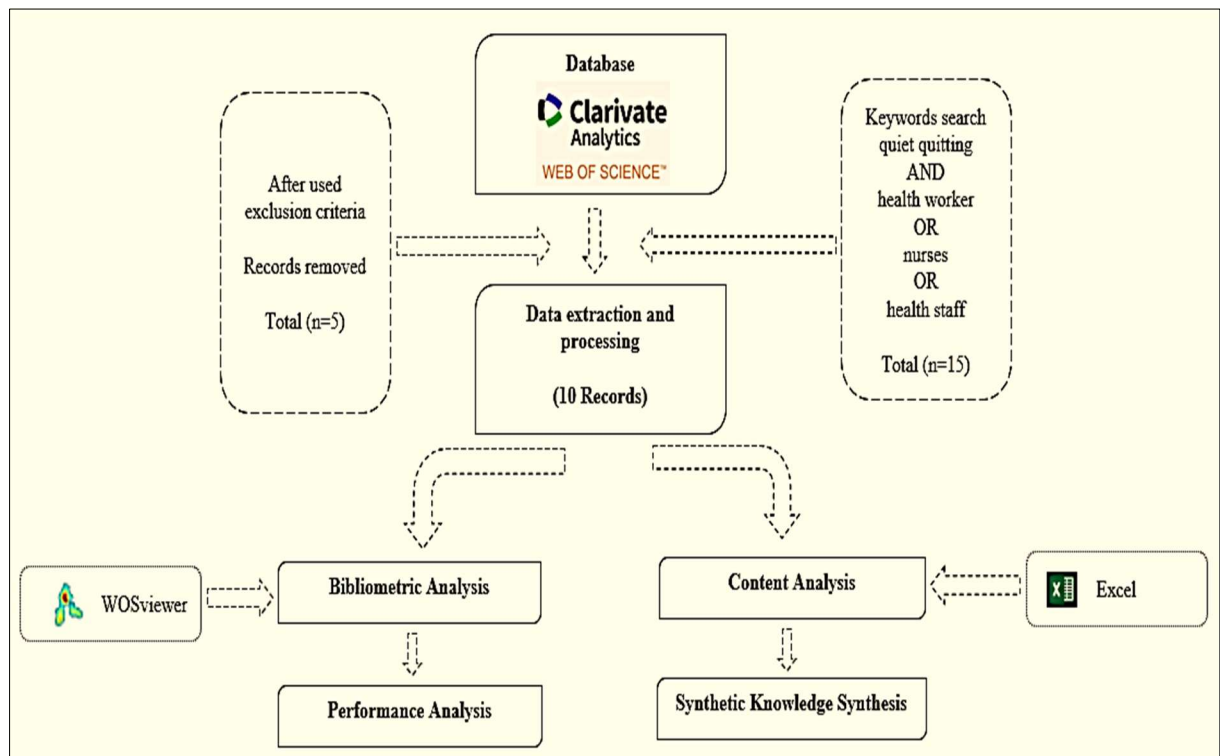 Database
Clarivate
Analytics
WEB OF SCIENCE™
After used
exclusion criteria
Records removed
Total (n=5)
Keywords search
quiet quitting
AND
health worker
OR
nurses
OR
health staff
Total (n=15)
Data extraction and
processing
(10 Records)
WOSviewer
Bibliometric Analysis
Content Analysis
Excel
Performance Analysis
Synthetic Knowledge Synthesis